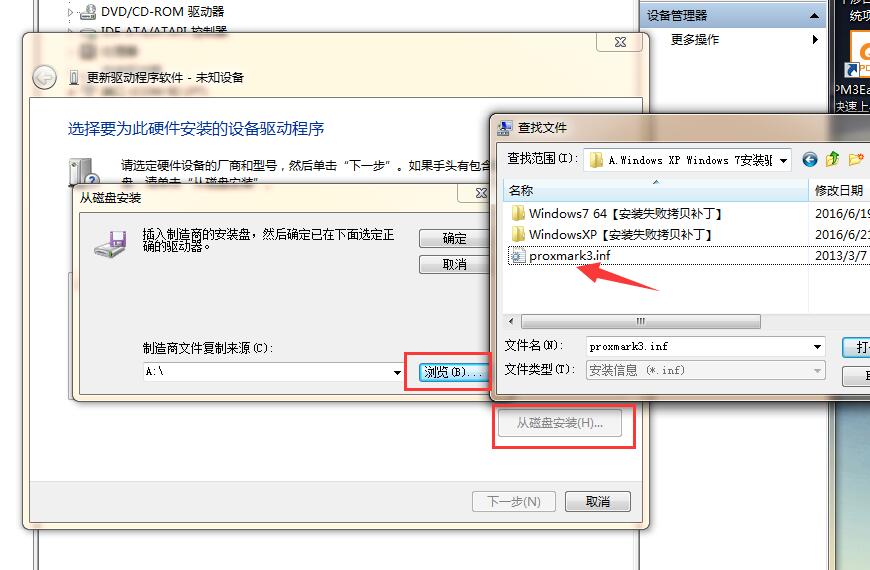 DVD/CD-ROM 驱动器
IDE ATA/ATAPI 控制器
设备管理器
更多操作
统项
PM3Ea
快速上
更新驱动程序软件 - 未知设备
选择要为此硬件安装的设备驱动程序
请选定硬件设备的厂商和型号，然后单击“下一步”。如果手头有包含
盘，请单击“从磁盘安装”。
从磁盘安装
插入制造商的安装盘，然后确定已在下面选定正
确的驱动器。
确定
取消
制造商文件复制来源(C):
A:\
浏览(B)...
从磁盘安装(H)...
下一步(N)
取消
查找文件
查找范围(I):
A.Windows XP Windows 7安装驱
名称
修改日期
Windows7 64【安装失败拷贝补丁】
2016/6/19
WindowsXP【安装失败拷贝补丁】
2016/6/21
proxmark3.inf
2013/3/7
文件名(N):
proxmark3.inf
打
文件类型(T):
安装信息 (*.inf)